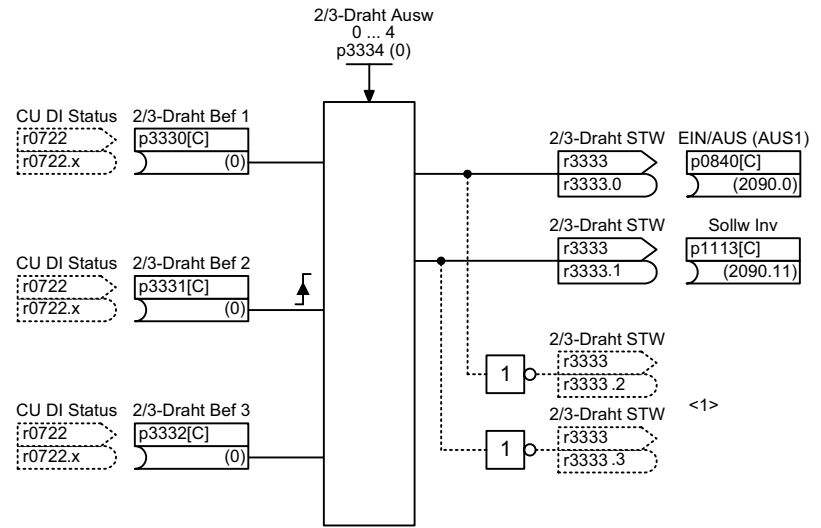 2/3-Draht Ausw
0 ... 4
p3334 (0)
CU DI Status
r0722
r0722.x
2/3-Draht Bef 1
p3330[C]
(0)
2/3-Draht STW
r3333
r3333.0
EIN/AUS (AUS1)
p0840[C]
(2090.0)
2/3-Draht STW
r3333
r3333.1
Sollw Inv
p1113[C]
(2090.11)
CU DI Status
r0722
r0722.x
2/3-Draht Bef 2
p3331[C]
(0)
1
2/3-Draht STW
r3333
r3333 .2
<1>
CU DI Status
r0722
r0722.x
2/3-Draht Bef 3
p3332[C]
(0)
1
2/3-Draht STW
r3333
r3333 .3